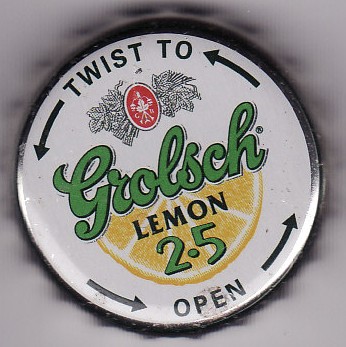 TWIST TO
Grolsch®
LEMON
2.5
OPEN